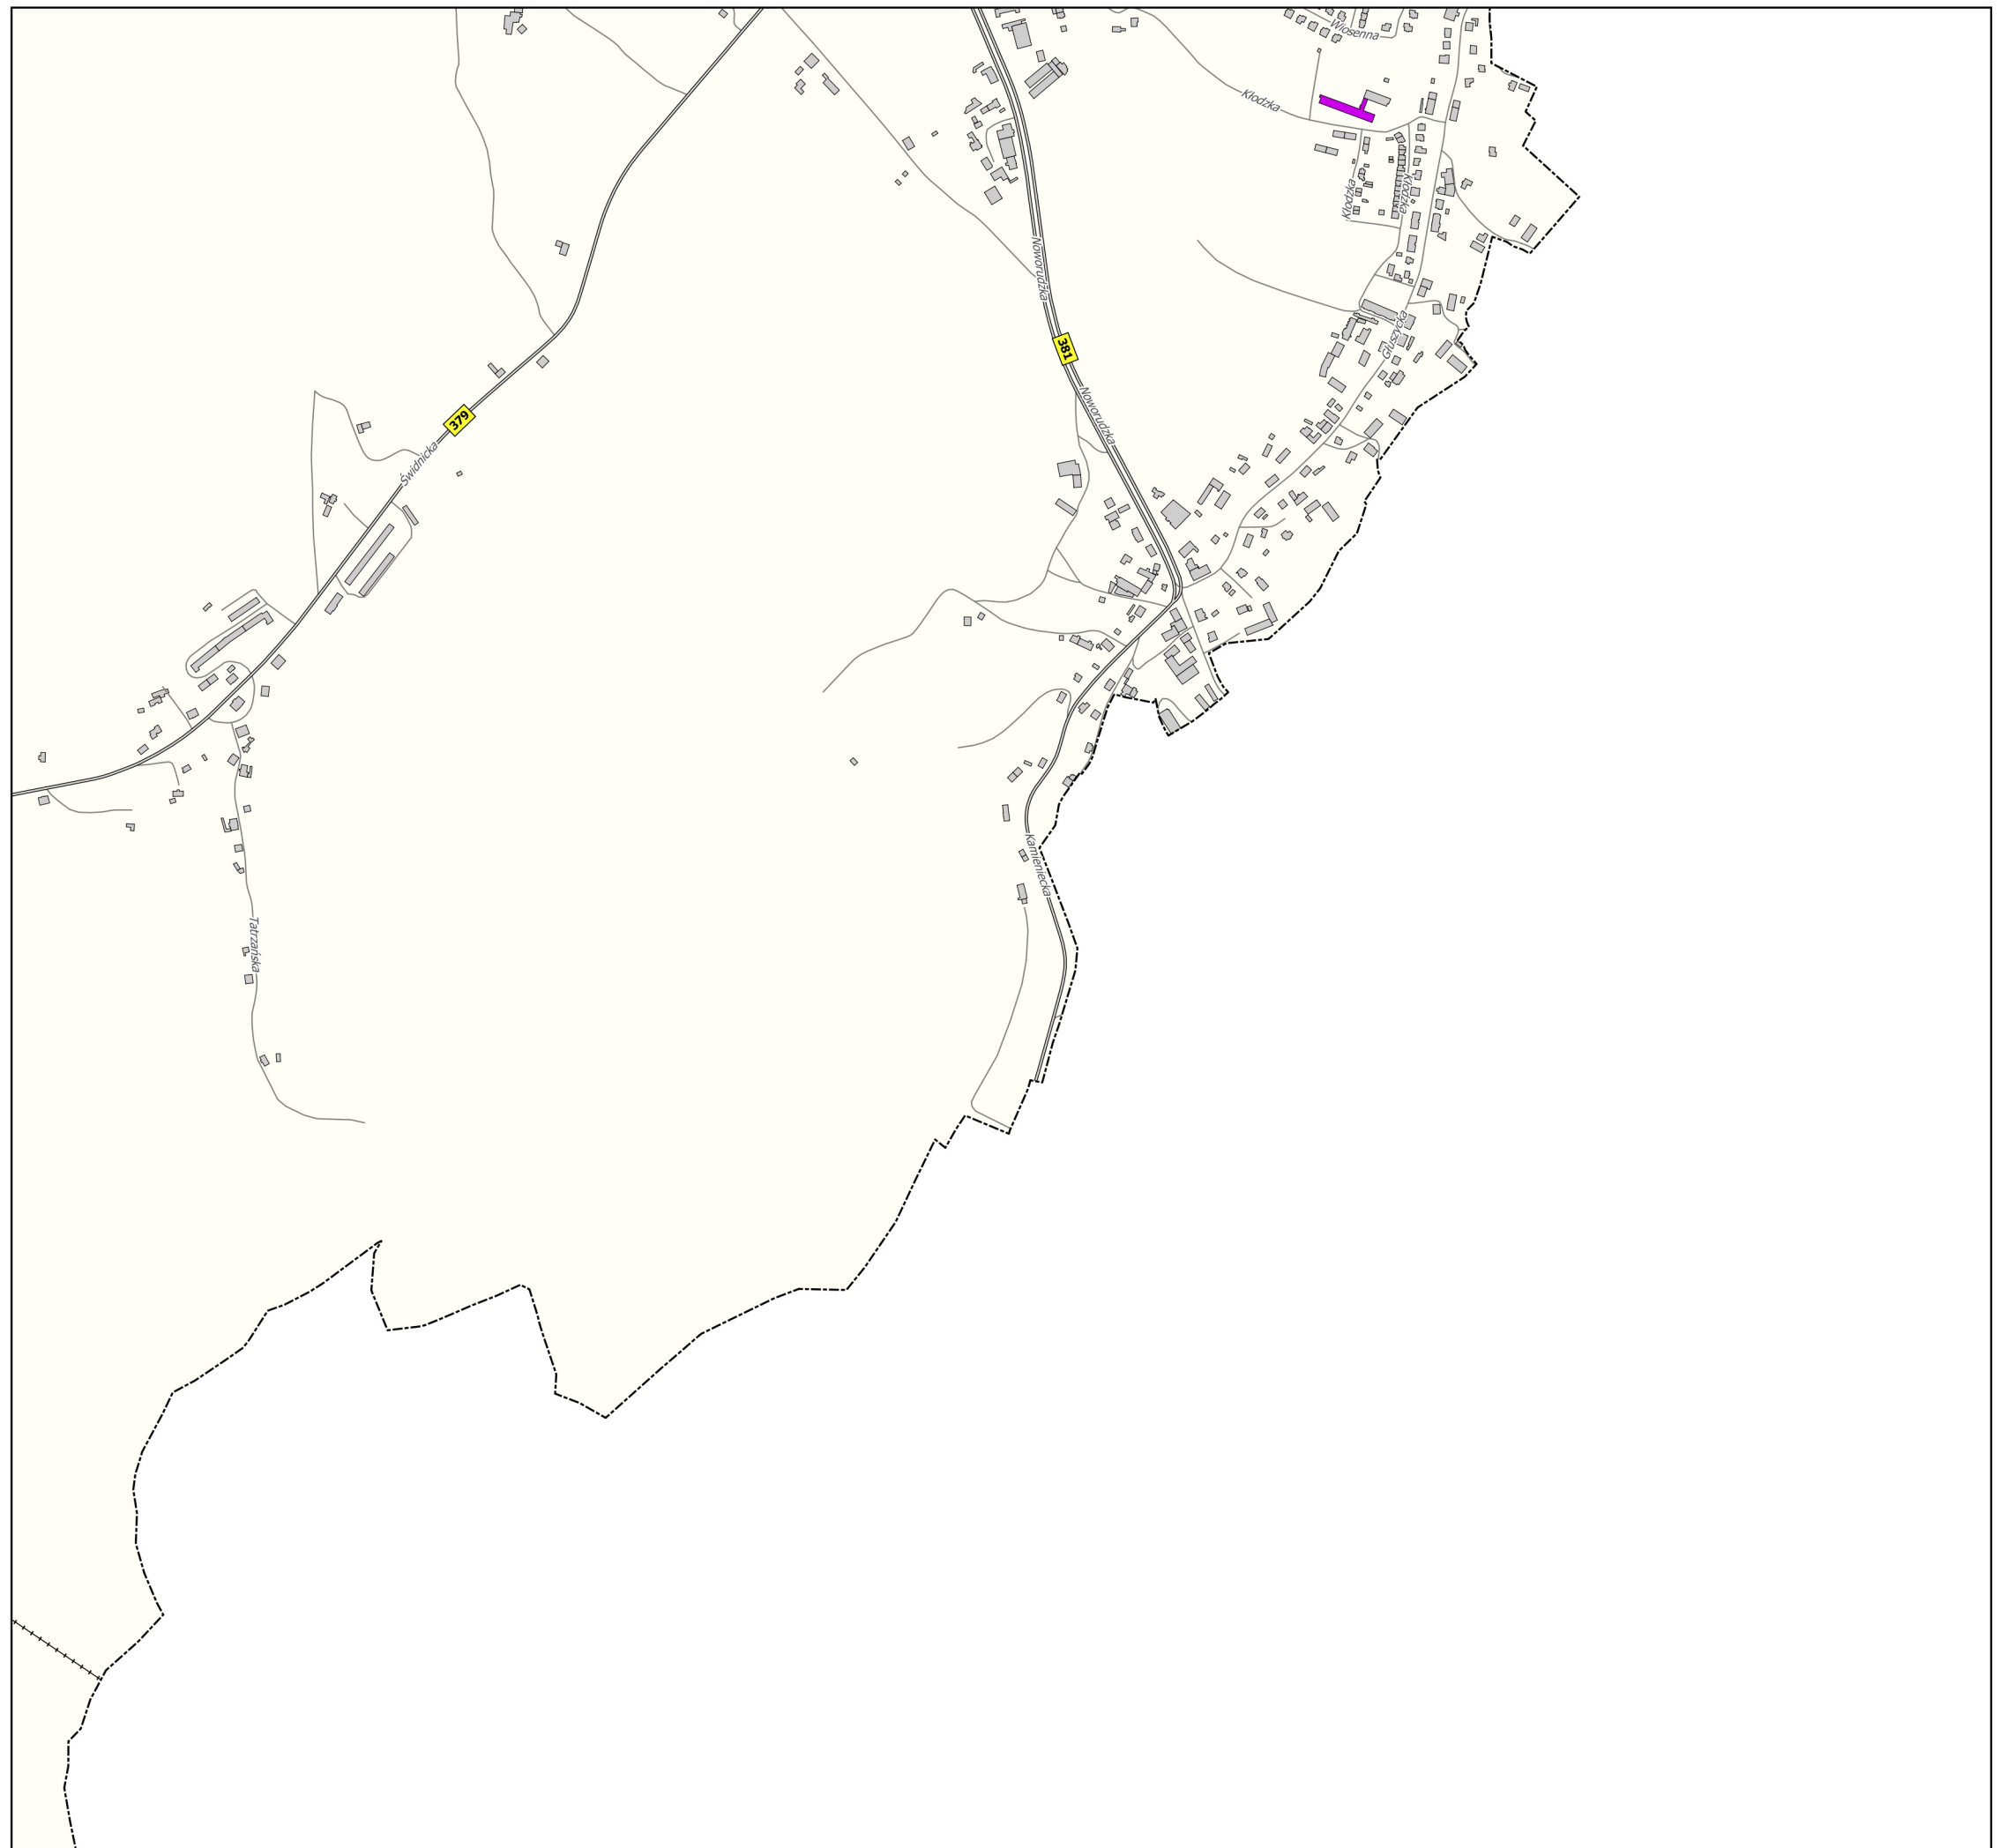 Wiosenna
Kłodzka
Kłodzka
Kłodzka
Noworudzka
Głuszycka
381
Noworudzka
379
Świdnicka
Kamieniecka
Tatrzańska